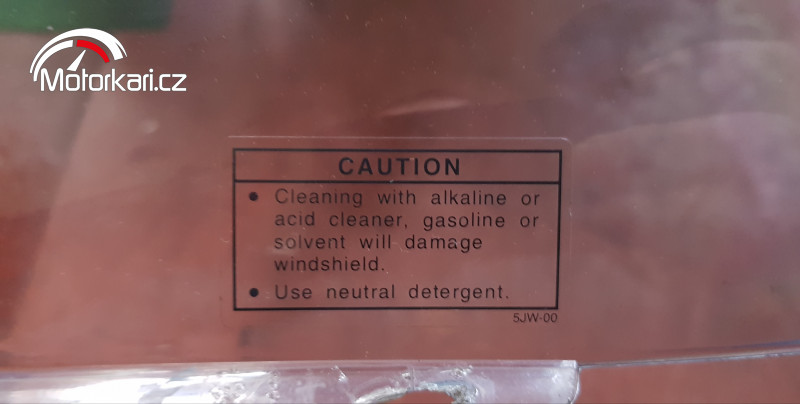 Motorkari.cz
CAUTION
• Cleaning with alkaline or
acid cleaner, gasoline or
solvent will damage
windshield.
• Use neutral detergent.
5JW-00